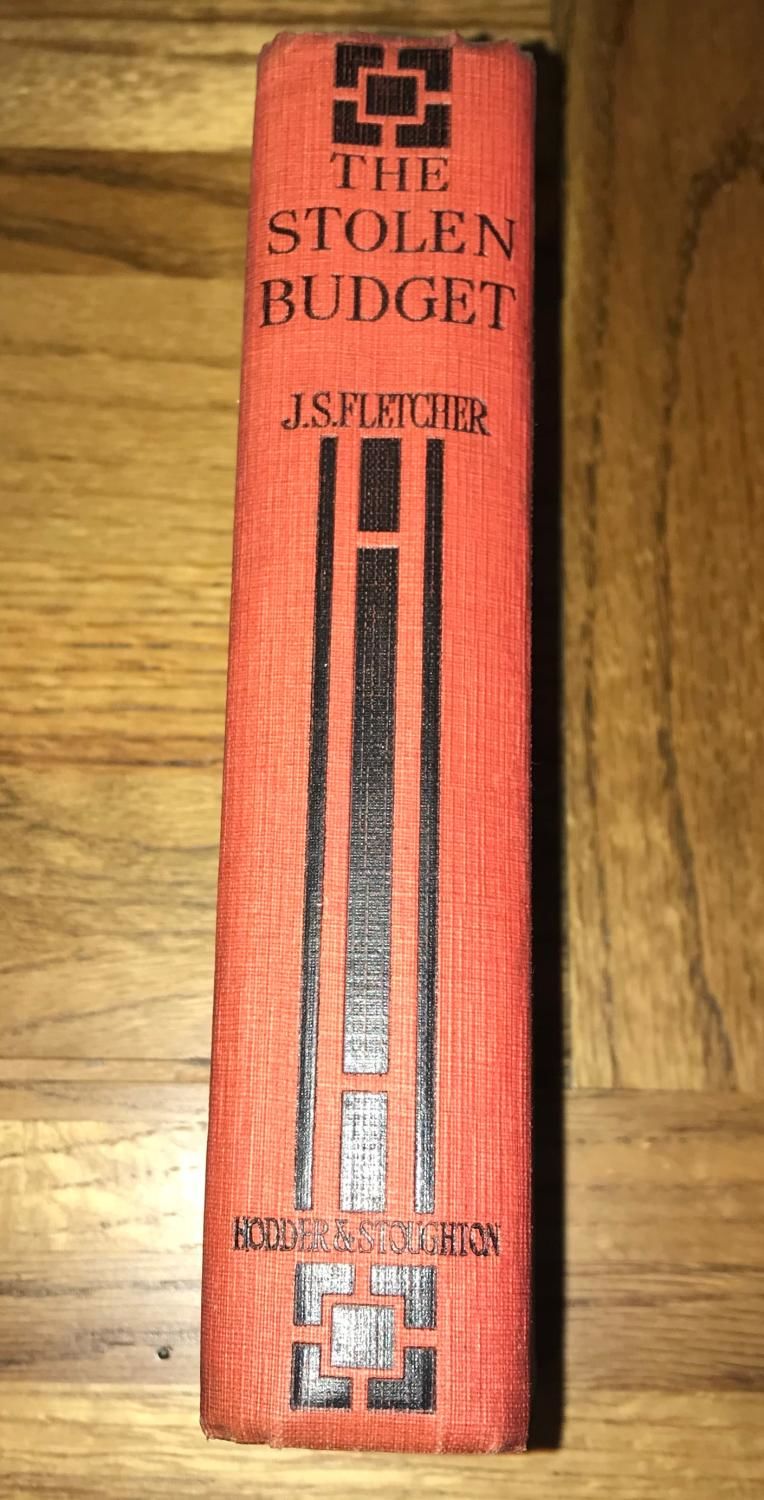 THE
STOLEN
BUDGET
J.S.FLETCHER
HODDER & STOUGHTON